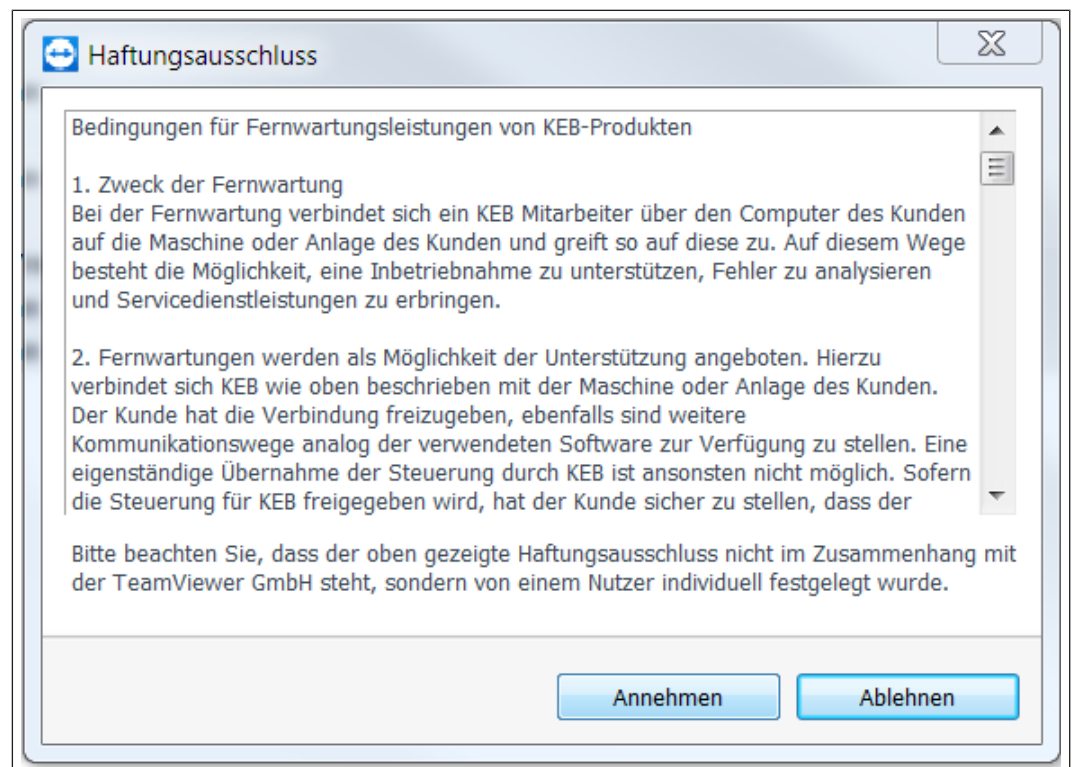 Haftungsausschluss
Bedingungen für Fernwartungsleistungen von KEB-Produkten
1. Zweck der Fernwartung
Bei der Fernwartung verbindet sich ein KEB Mitarbeiter über den Computer des Kunden
auf die Maschine oder Anlage des Kunden und greift so auf diese zu. Auf diesem Wege
besteht die Möglichkeit, eine Inbetriebnahme zu unterstützen, Fehler zu analysieren
und Servicedienstleistungen zu erbringen.
2. Fernwartungen werden als Möglichkeit der Unterstützung angeboten. Hierzu
verbindet sich KEB wie oben beschrieben mit der Maschine oder Anlage des Kunden.
Der Kunde hat die Verbindung freizugeben, ebenfalls sind weitere
Kommunikationswege analog der verwendeten Software zur Verfügung zu stellen. Eine
eigenständige Übernahme der Steuerung durch KEB ist ansonsten nicht möglich. Sofern
die Steuerung für KEB freigegeben wird, hat der Kunde sicher zu stellen, dass der
Bitte beachten Sie, dass der oben gezeigte Haftungsausschluss nicht im Zusammenhang mit
der TeamViewer GmbH steht, sondern von einem Nutzer individuell festgelegt wurde.
Annehmen
Ablehnen